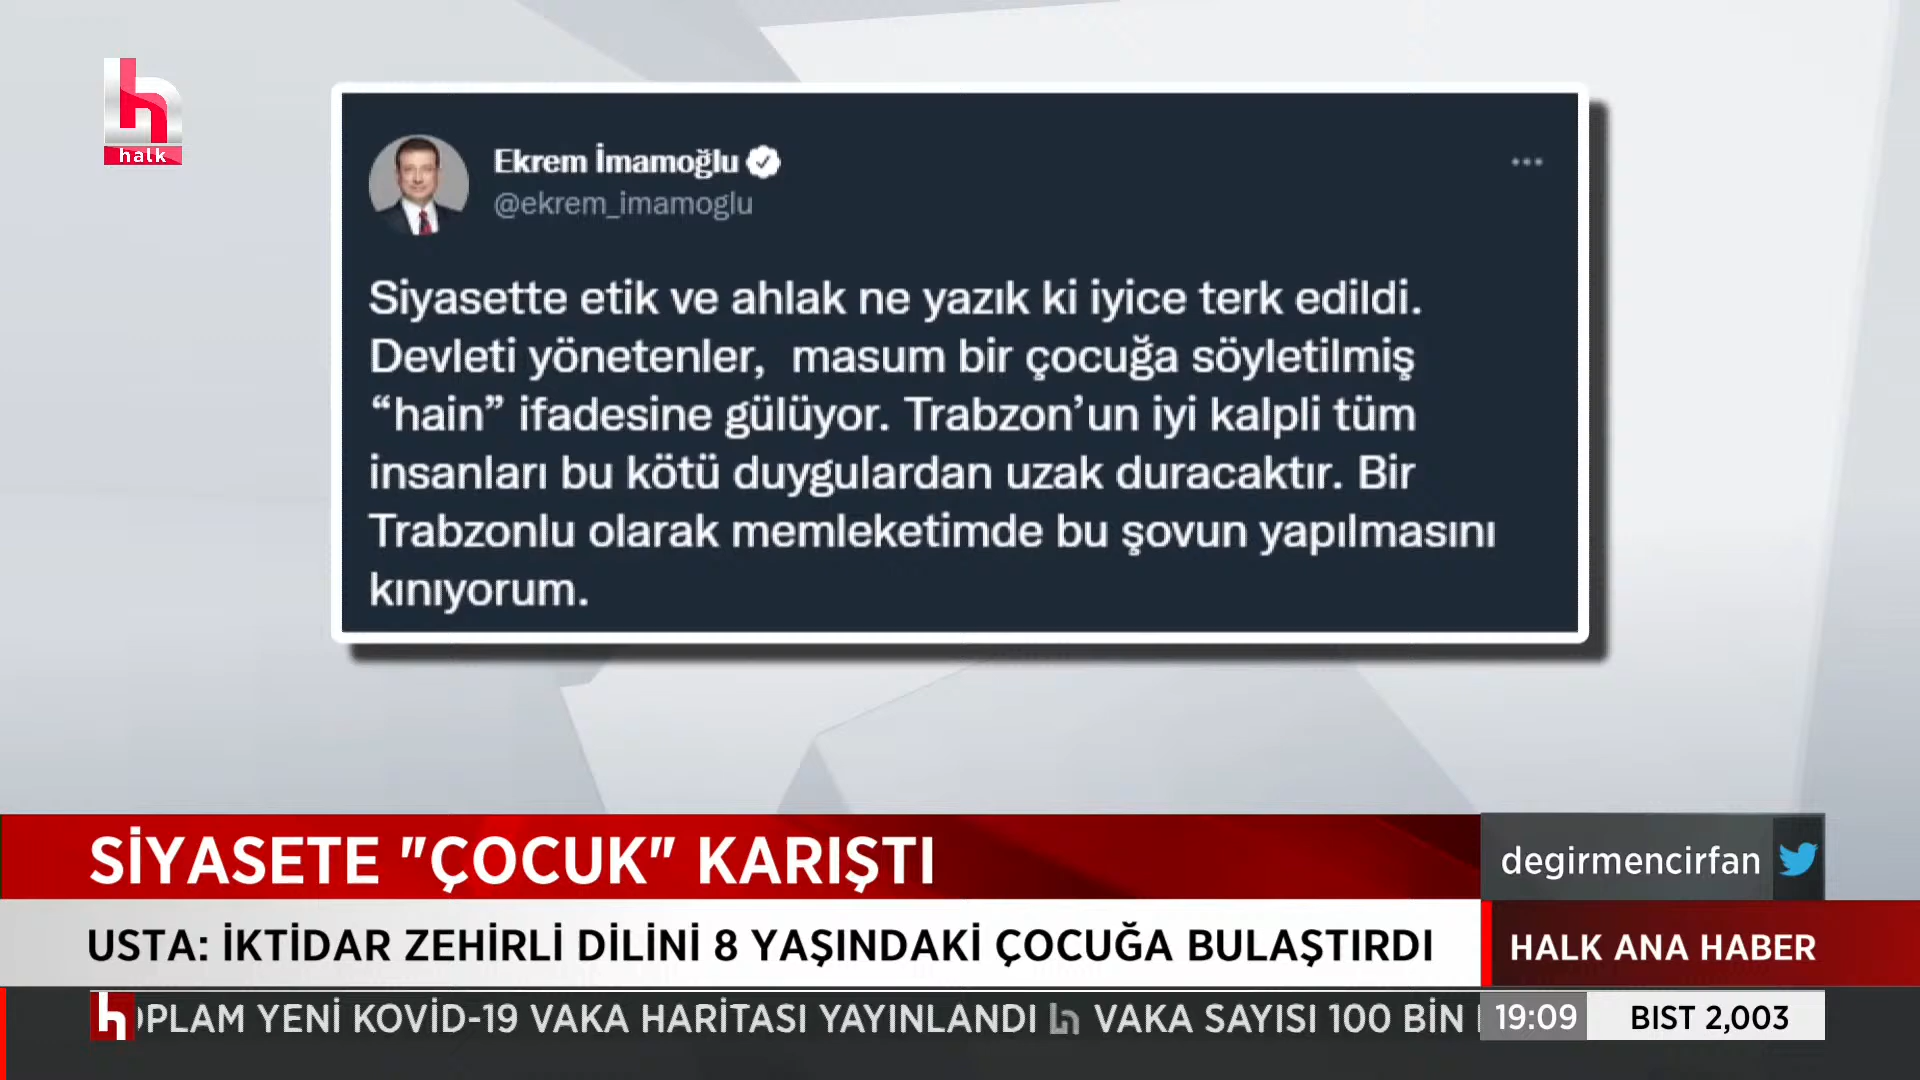 halk
Ekrem İmamoğlu
@ekrem_imamoglu
Siyasette etik ve ahlak ne yazık ki iyice terk edildi.
Devleti yönetenler,  masum bir çocuğa söyletilmiş
“hain” ifadesine gülüyor. Trabzon’un iyi kalpli tüm
insanları bu kötü duygulardan uzak duracaktır. Bir
Trabzonlu olarak memleketimde bu şovun yapılmasını
kınıyorum.
SİYASETE "ÇOCUK" KARIŞTI
degirmencirfan
USTA: İKTİDAR ZEHİRLİ DİLİNİ 8 YAŞINDAKİ ÇOCUĞA BULAŞTIRDI
HALK ANA HABER
OPLAM YENİ KOVİD-19 VAKA HARİTASI YAYINLANDI VAKA SAYISI 100 BİN
19:09 BIST 2,003